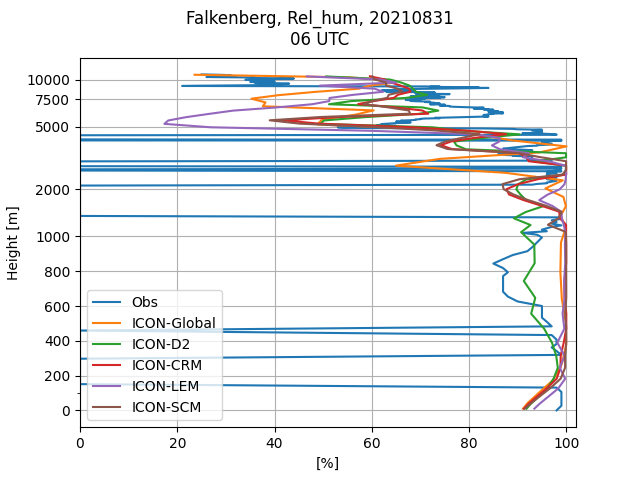 Falkenberg, Rel_hum, 20210831
06 UTC
10000
7500
5000
2000
1000
800
600
400
200
0
Height [m]
Obs
ICON-Global
ICON-D2
ICON-CRM
ICON-LEM
ICON-SCM
0
20
40
60
80
100
[%]